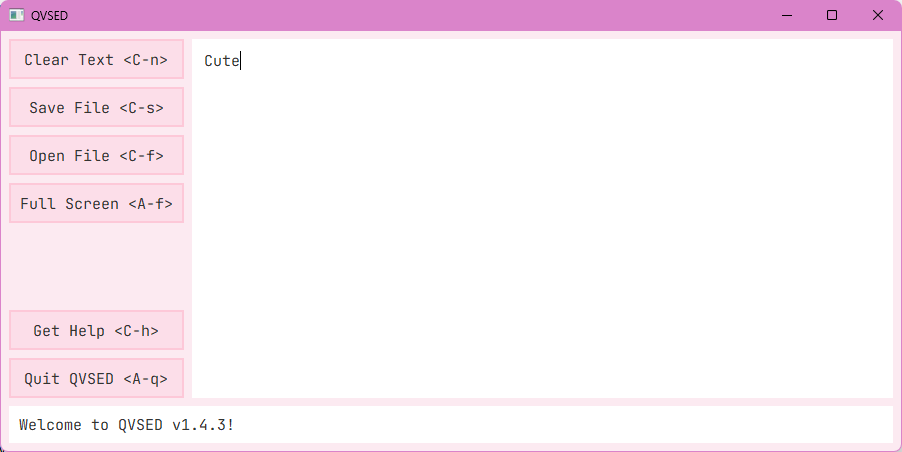 QVSED
Clear Text <C-n>
Save File <C-s>
Open File <C-f>
Full Screen <A-f>
Get Help <C-h>
Quit QVSED <A-q>
Cute
Welcome to QVSED v1.4.3!